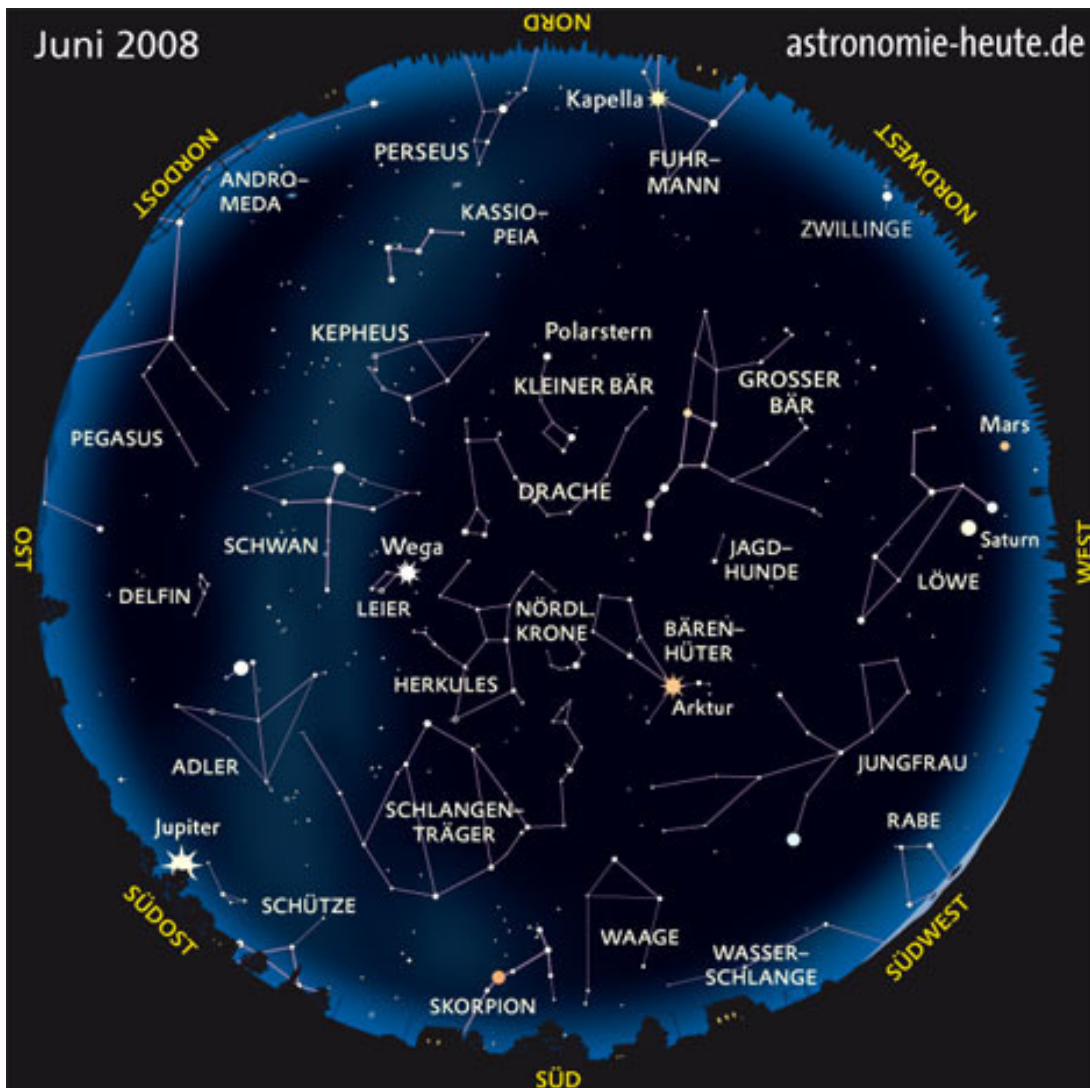 Juni 2008
astronomie-heute.de
NORD
Kapella
PERSEUS
FUHR-
MANN
NORDOST
NORDWEST
ANDRO-
MEDA
KASSIO-
PEIA
ZWILLINGE
KEPHEUS
Polarstern
KLEINER BÄR
GROSSER
BÄR
PEGASUS
Mars
DRACHE
OST
SCHWAN
Wega
JAGD-
HUNDE
Saturn
WEST
DELFIN
LEIER
NÖRDL.
KRONE
LÖWE
BÄREN-
HÜTER
HERKULES
Arktur
ADLER
JUNGFRAU
SCHLANGEN-
TRÄGER
Jupiter
RABE
SÜDOST
SCHÜTZE
SÜDWEST
WAAGE
WASSER-
SCHLANGE
SKORPION
SÜD